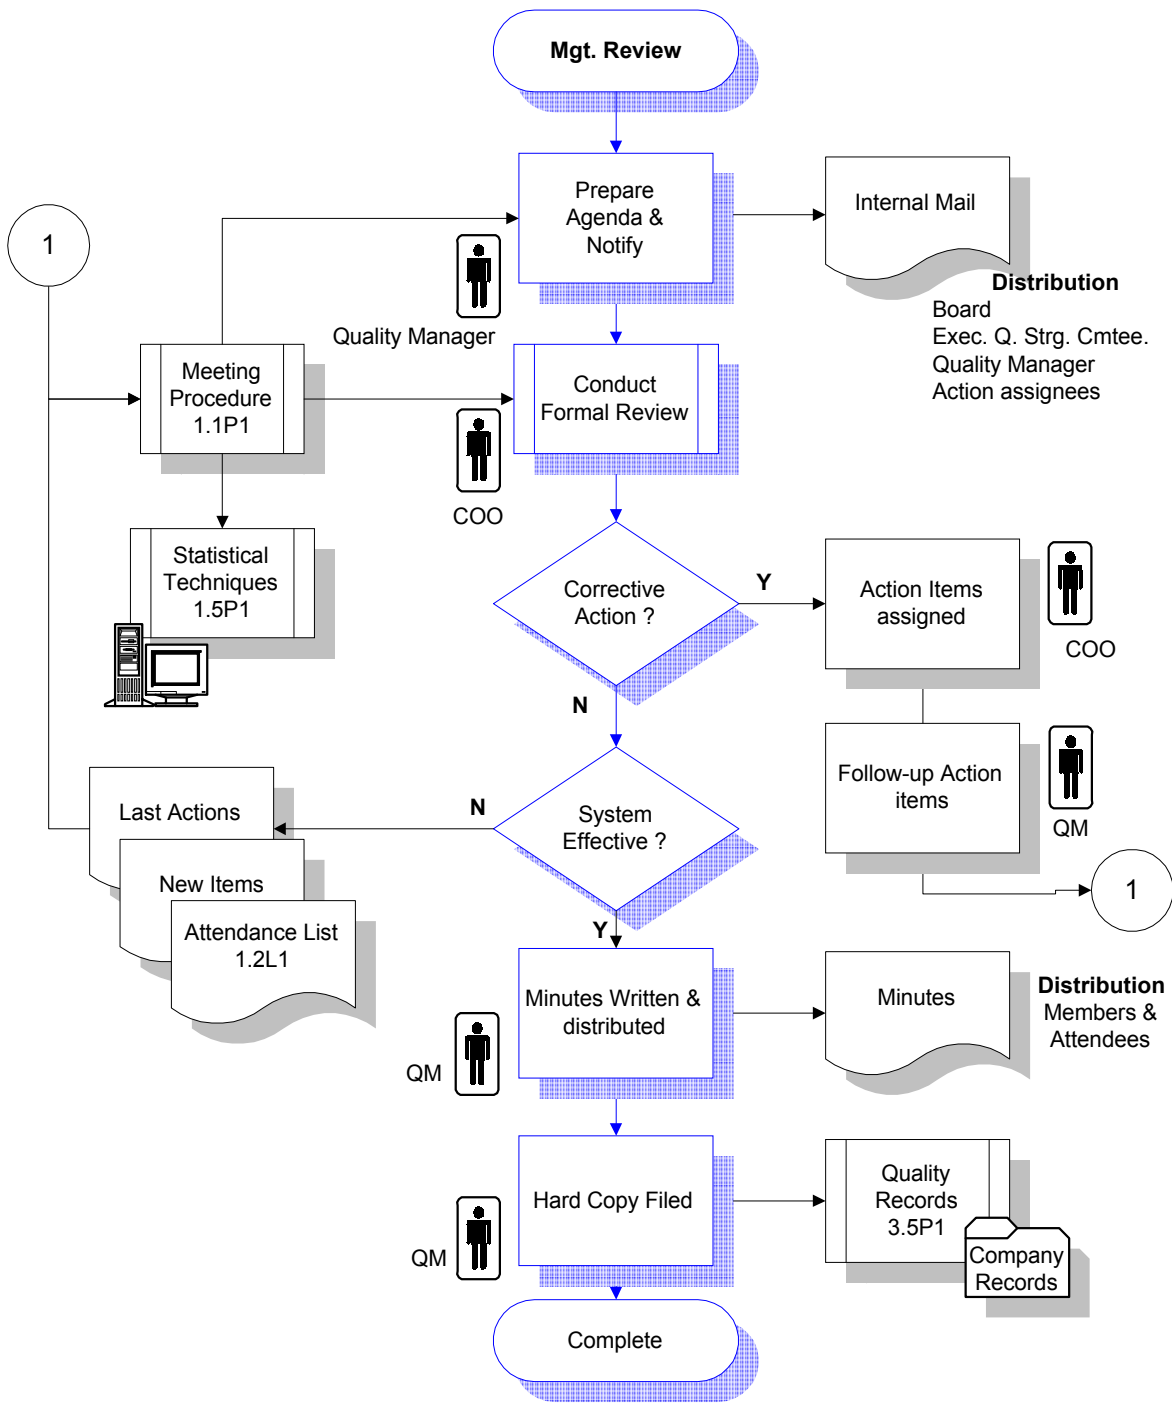 Mgt. Review
Prepare
Agenda &
Notify
Internal Mail
1
Distribution
Board
Exec. Q. Strg. Cmtee.
Quality Manager
Action assignees
Quality Manager
Meeting
Procedure
1.1P1
Conduct
Formal Review
COO
Statistical
Techniques
1.5P1
Corrective
Action ?
Y
Action Items
assigned
COO
N
Follow-up Action
items
QM
System
Effective ?
N
Last Actions
New Items
Attendance List
1.2L1
1
Y
Minutes Written &
distributed
QM
Minutes
Distribution
Members &
Attendees
Hard Copy Filed
QM
Quality
Records
3.5P1
Company
Records
Complete